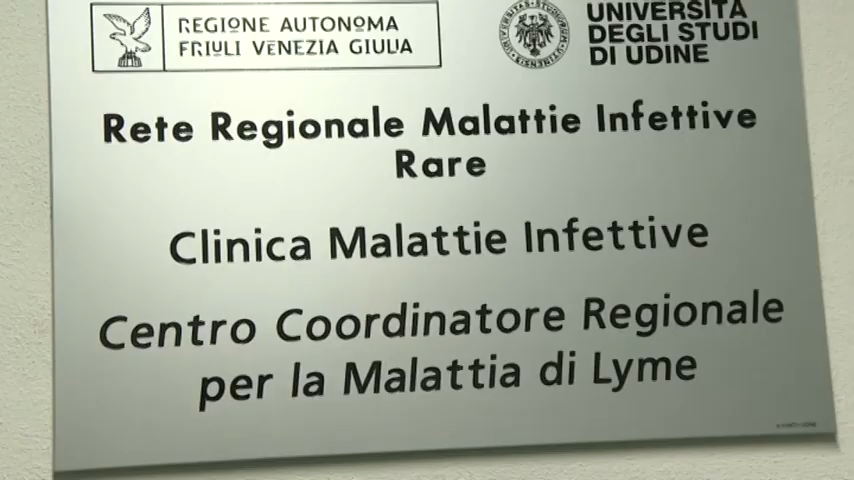 REGIONE AUTONOMA
FRIULI VENEZIA GIULIA
UNIVERSITÀ
DEGLI STUDI
DI UDINE
Rete Regionale Malattie Infettive
Rare
Clinica Malattie Infettive
Centro Coordinatore Regionale
per la Malattia di Lyme